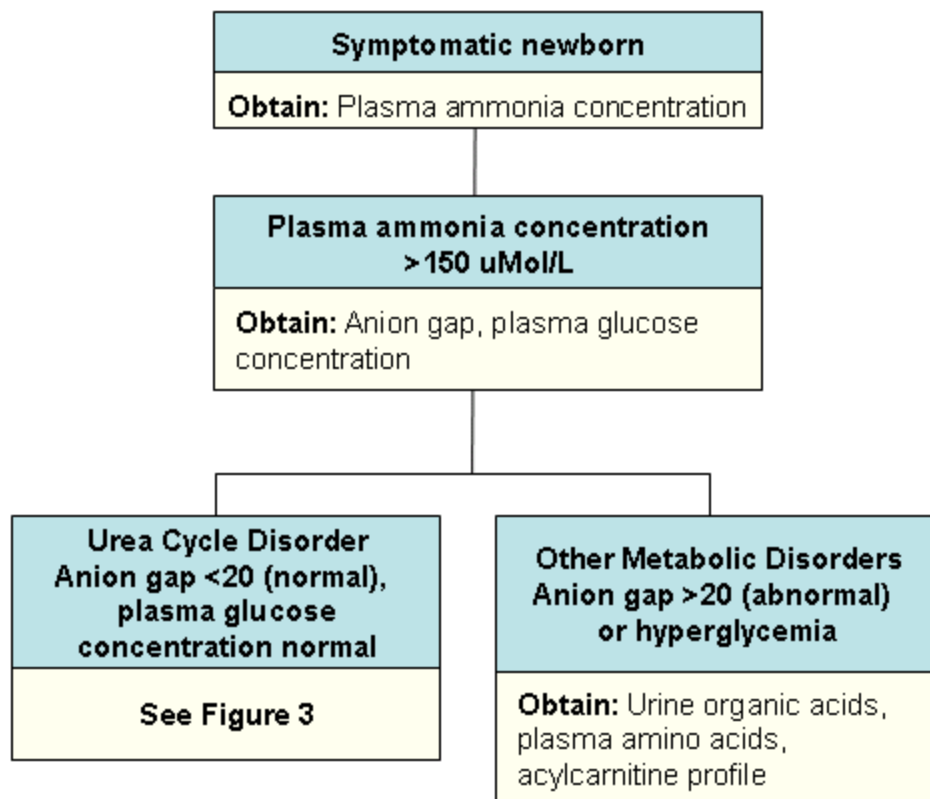 Symptomatic newborn
Obtain: Plasma ammonia concentration
Plasma ammonia concentration
>150 uMol/L
Obtain: Anion gap, plasma glucose
concentration
Urea Cycle Disorder
Anion gap <20 (normal),
plasma glucose
concentration normal
See Figure 3
Other Metabolic Disorders
Anion gap >20 (abnormal)
or hyperglycemia
Obtain: Urine organic acids,
plasma amino acids,
acylcarnitine profile